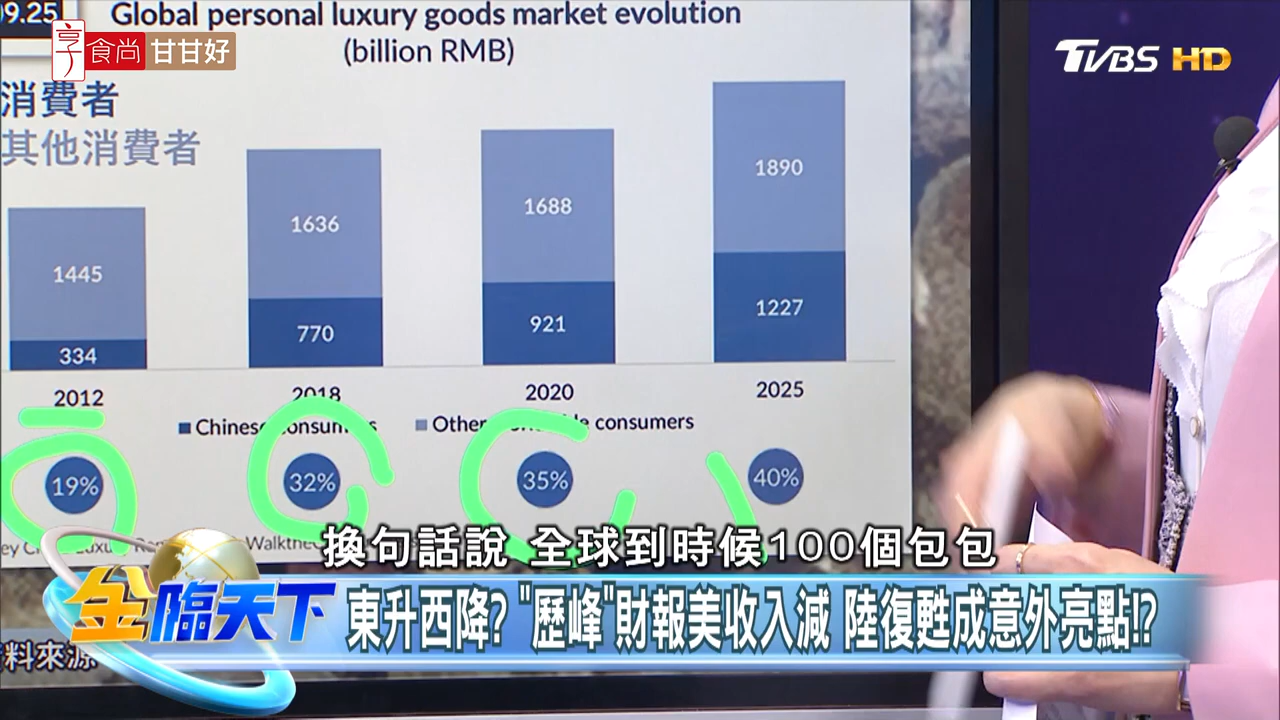 09.25
享食尚 甘甘好
TVBS HD
Global personal luxury goods market evolution
(billion RMB)
消費者
其他消費者
1445
334
1636
770
1688
921
1890
1227
2012
2018
2020
2025
Chinese consumers
Other consumers
19%
32%
35%
40%
換句話說 全球到時候100個包包
金臨天下
東升西降? "歷峰"財報美收入減 陸復甦成意外亮點!?
料來源